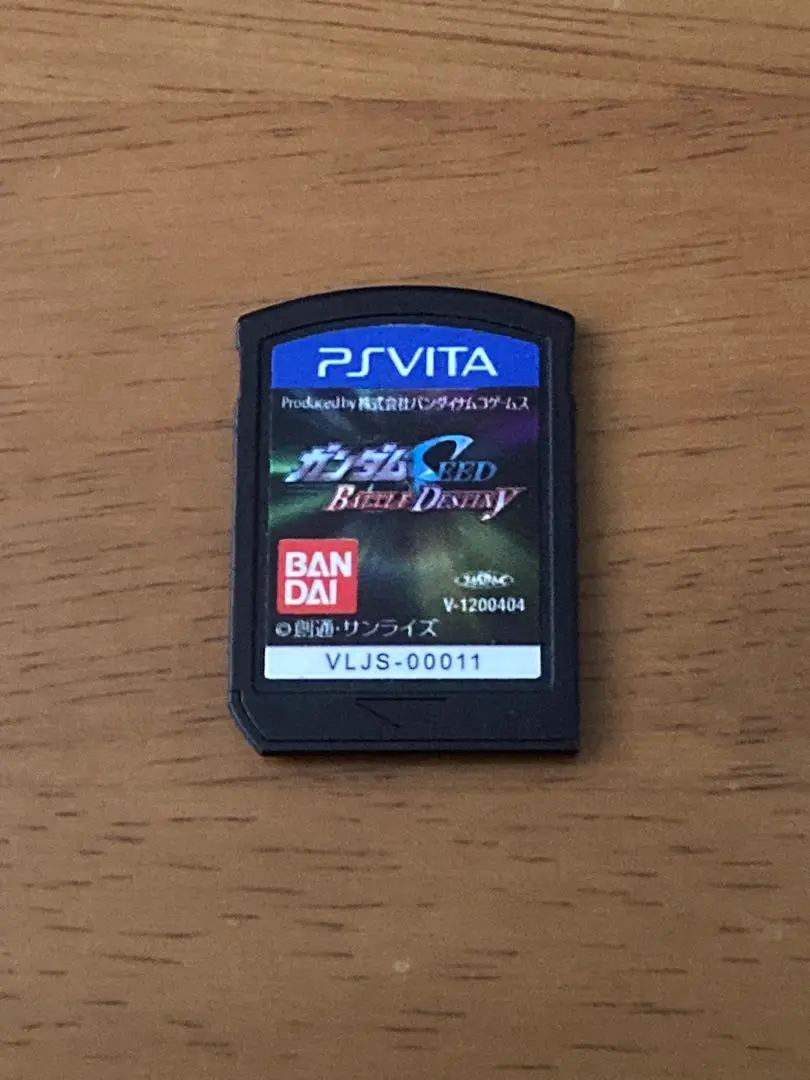 PSVITA
Produced by 株式会社バンダイナムコゲームス
ガンダムSEED
BATTLE DESTINY
BAN
DAI
V-1200404
©創通・サンライズ
VLJS-00011